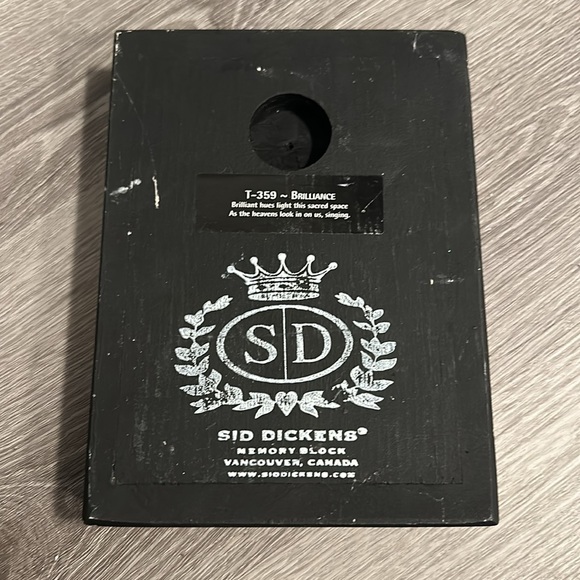 T-359 ~ BRILLIANCE
Brilliant hues light this sacred space
As the heavens look in on us, singing.
S D
SID DICKENS®
MEMORY BLOCK
VANCOUVER, CANADA
WWW.SIDDICKENS.COM